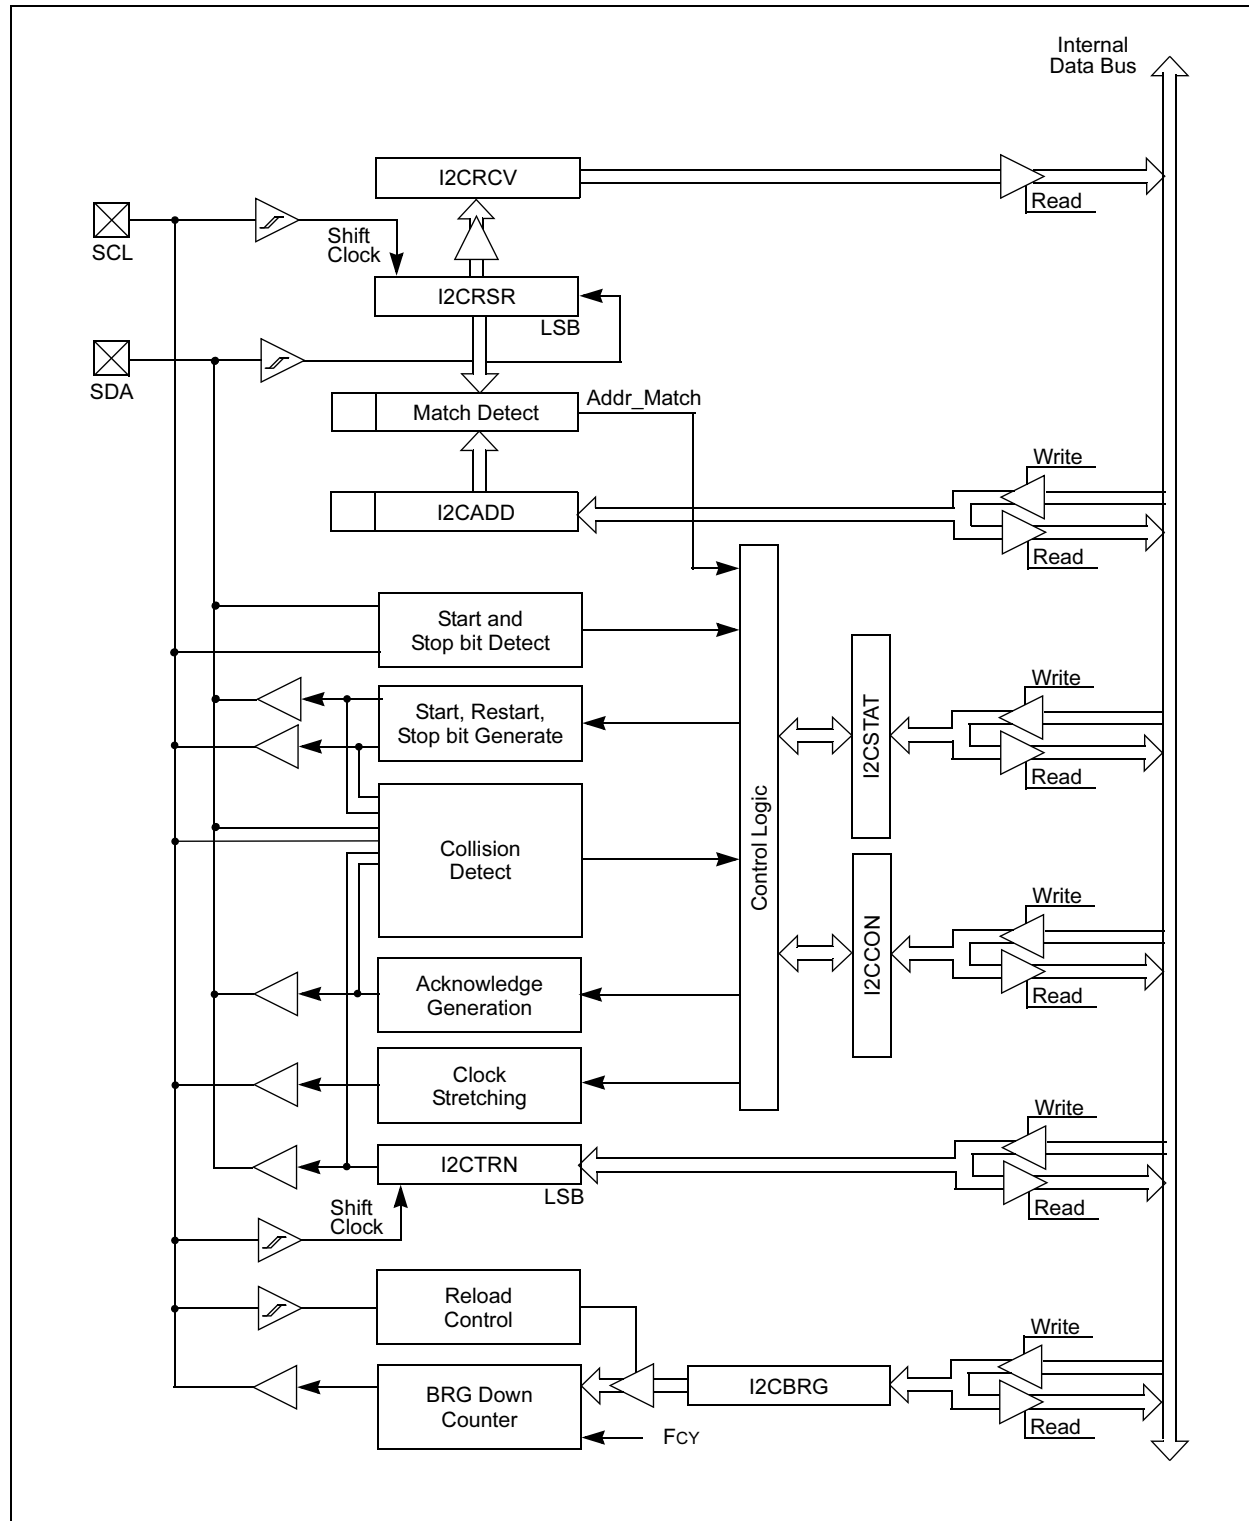 Internal
Data Bus
I2CRCV
Read
SCL
Shift
Clock
I2CRSR
LSB
SDA
Match Detect
Addr_Match
Write
I2CADD
Read
Start and
Stop bit Detect
Write
Start, Restart,
Stop bit Generate
I2CSTAT
Read
Control Logic
Collision
Detect
Write
I2CCON
Acknowledge
Generation
Read
Clock
Stretching
Write
I2CTRN
LSB
Read
Shift
Clock
Reload
Control
Write
BRG Down
Counter
I2CBRG
Read
FCY